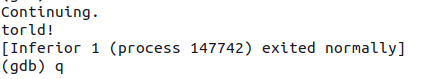 Continuing.
torld!
[Inferior 1 (process 147742) exited normally]
(gdb) q